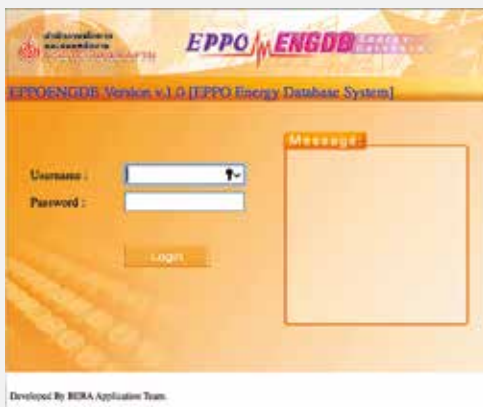 EPPO ENGDB
EPPOENGDB Version v.1.0 [EPPO Energy Database System]
Message
Username :
Password :
Login
Developed By BERA Application Team.